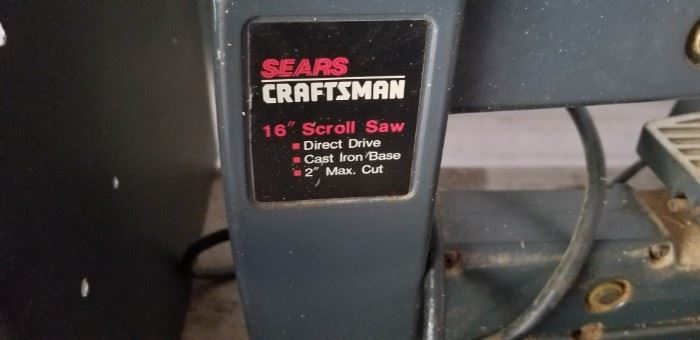 SEARS
CRAFTSMAN
16" Scroll Saw
▪ Direct Drive
▪ Cast Iron/Base
▪ 2" Max. Cut